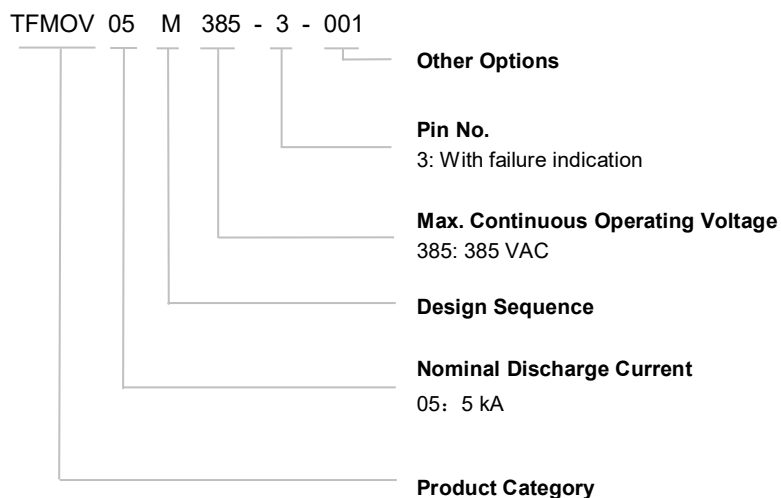 TFMOV 05 M 385 - 3 - 001
Other Options
Pin No.
3: With failure indication
Max. Continuous Operating Voltage
385: 385 VAC
Design Sequence
Nominal Discharge Current
05：5 kA
Product Category